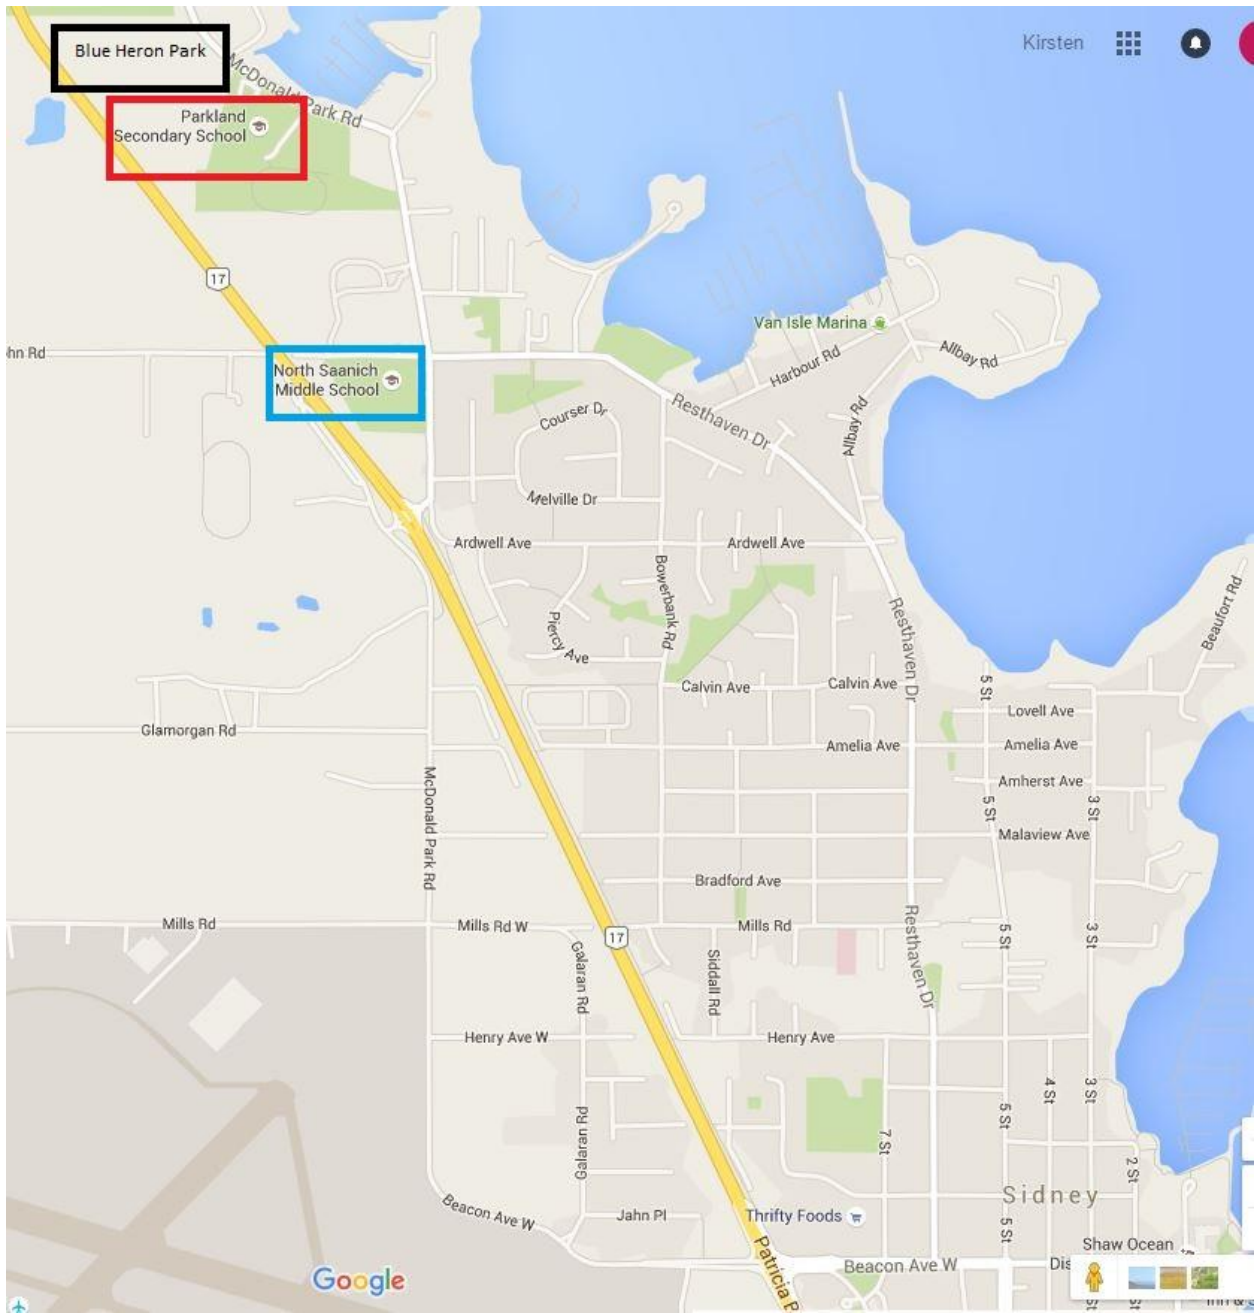 Blue Heron Park
Kirsten
McDonald Park Rd
Parkland
Secondary School
17
Van Isle Marina
Harbour Rd
Allbay Rd
hn Rd
North Saanich
Middle School
Resthaven Dr
Courser Dr
Allbay Rd
Melville Dr
Ardwell Ave
Ardwell Ave
Bowerbank Rd
Piercy Ave
Resthaven Dr
Beaufort Rd
Calvin Ave
Calvin Ave
5 St
Lovell Ave
Glamorgan Rd
Amelia Ave
Amelia Ave
McDonald Park Rd
Amherst Ave
5 St
3 St
Malaview Ave
Bradford Ave
Mills Rd
Mills Rd W
17
Mills Rd
Resthaven Dr
5 St
3 St
Galaran Rd
Siddall Rd
Henry Ave W
Henry Ave
4 St
3 St
5 St
Galaran Rd
7 St
2 St
Sidney
Beacon Ave W
Jahn Pl
Thrifty Foods
5 St
Shaw Ocean
Patricia
Beacon Ave W
Dis
Google